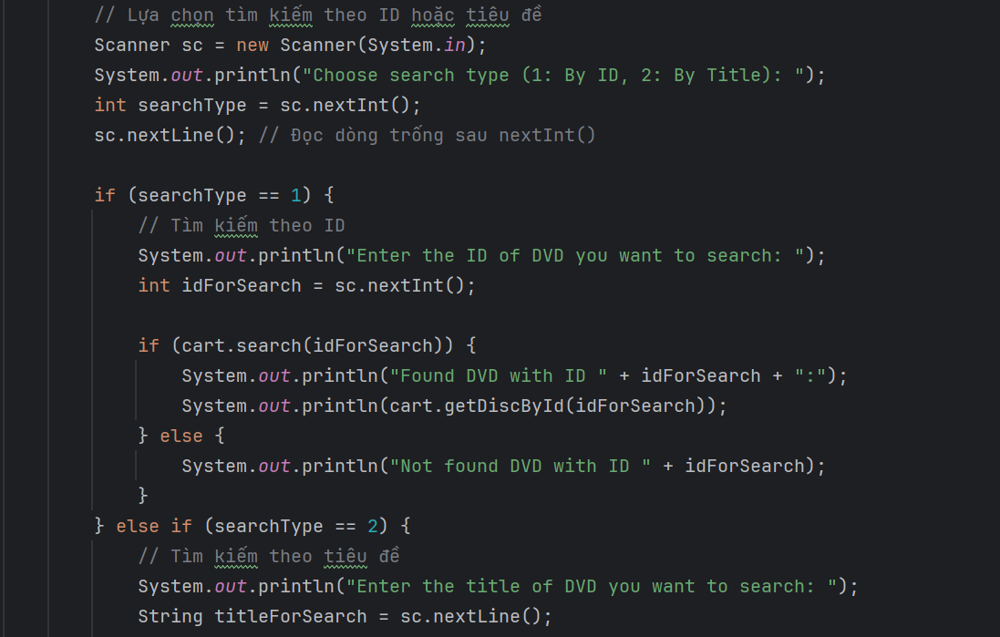 // Lựa chọn tìm kiếm theo ID hoặc tiêu đề
Scanner sc = new Scanner(System.in);
System.out.println("Choose search type (1: By ID, 2: By Title): ");
int searchType = sc.nextInt();
sc.nextLine(); // Đọc dòng trống sau nextInt()
if (searchType == 1) {
// Tìm kiếm theo ID
System.out.println("Enter the ID of DVD you want to search: ");
int idForSearch = sc.nextInt();
if (cart.search(idForSearch)) {
System.out.println("Found DVD with ID " + idForSearch + ":");
System.out.println(cart.getDiscById(idForSearch));
} else {
System.out.println("Not found DVD with ID " + idForSearch);
}
} else if (searchType == 2) {
// Tìm kiếm theo tiêu đề
System.out.println("Enter the title of DVD you want to search: ");
String titleForSearch = sc.nextLine();